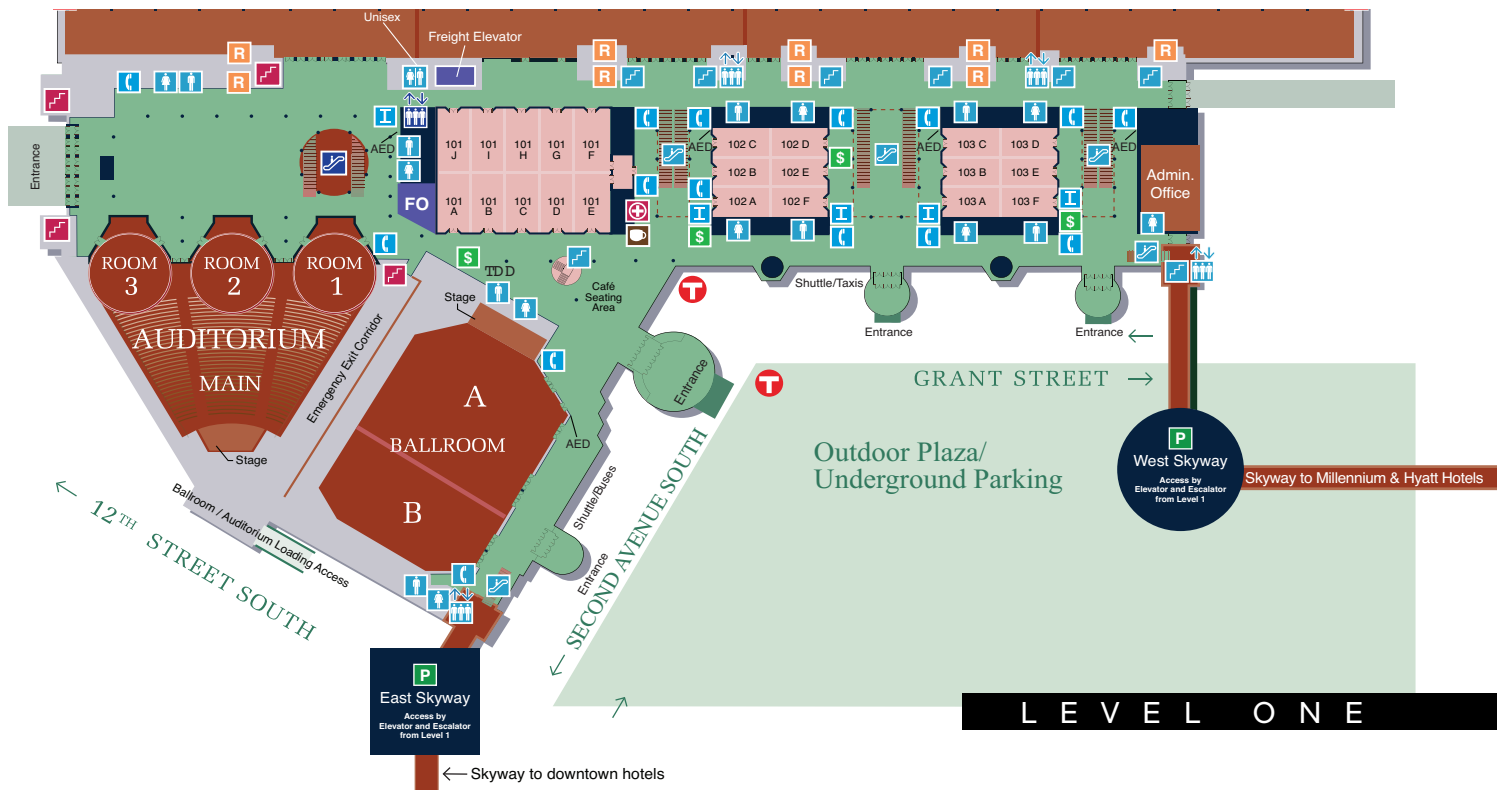 Unisex
Freight Elevator
R
R
R
R
R
R
R
R
R
Entrance
AED
FO
101
J
101
I
101
H
101
G
101
F
101
A
101
B
101
C
101
D
101
E
AED
102 C
102 D
102 B
102 E
102 A
102 F
$
$
AED
103 C
103 D
103 B
103 E
103 A
103 F
$
AED
Admin.
Office
ROOM
3
ROOM
2
ROOM
1
AUDITORIUM
MAIN
Stage
Emergency Exit Corridor
$
TDD
Stage
Café
Seating
Area
T
Shuttle/Taxis
Entrance
Entrance
Entrance
T
GRANT STREET
A
BALLROOM
B
AED
Shuttle/Buses
Entrance
SECOND AVENUE SOUTH
Outdoor Plaza/
Underground Parking
P
West Skyway
Access by
Elevator and Escalator
from Level 1
Skyway to Millennium & Hyatt Hotels
Ballroom / Auditorium Loading Access
12TH STREET SOUTH
P
East Skyway
Access by
Elevator and Escalator
from Level 1
Skyway to downtown hotels
LEVEL ONE